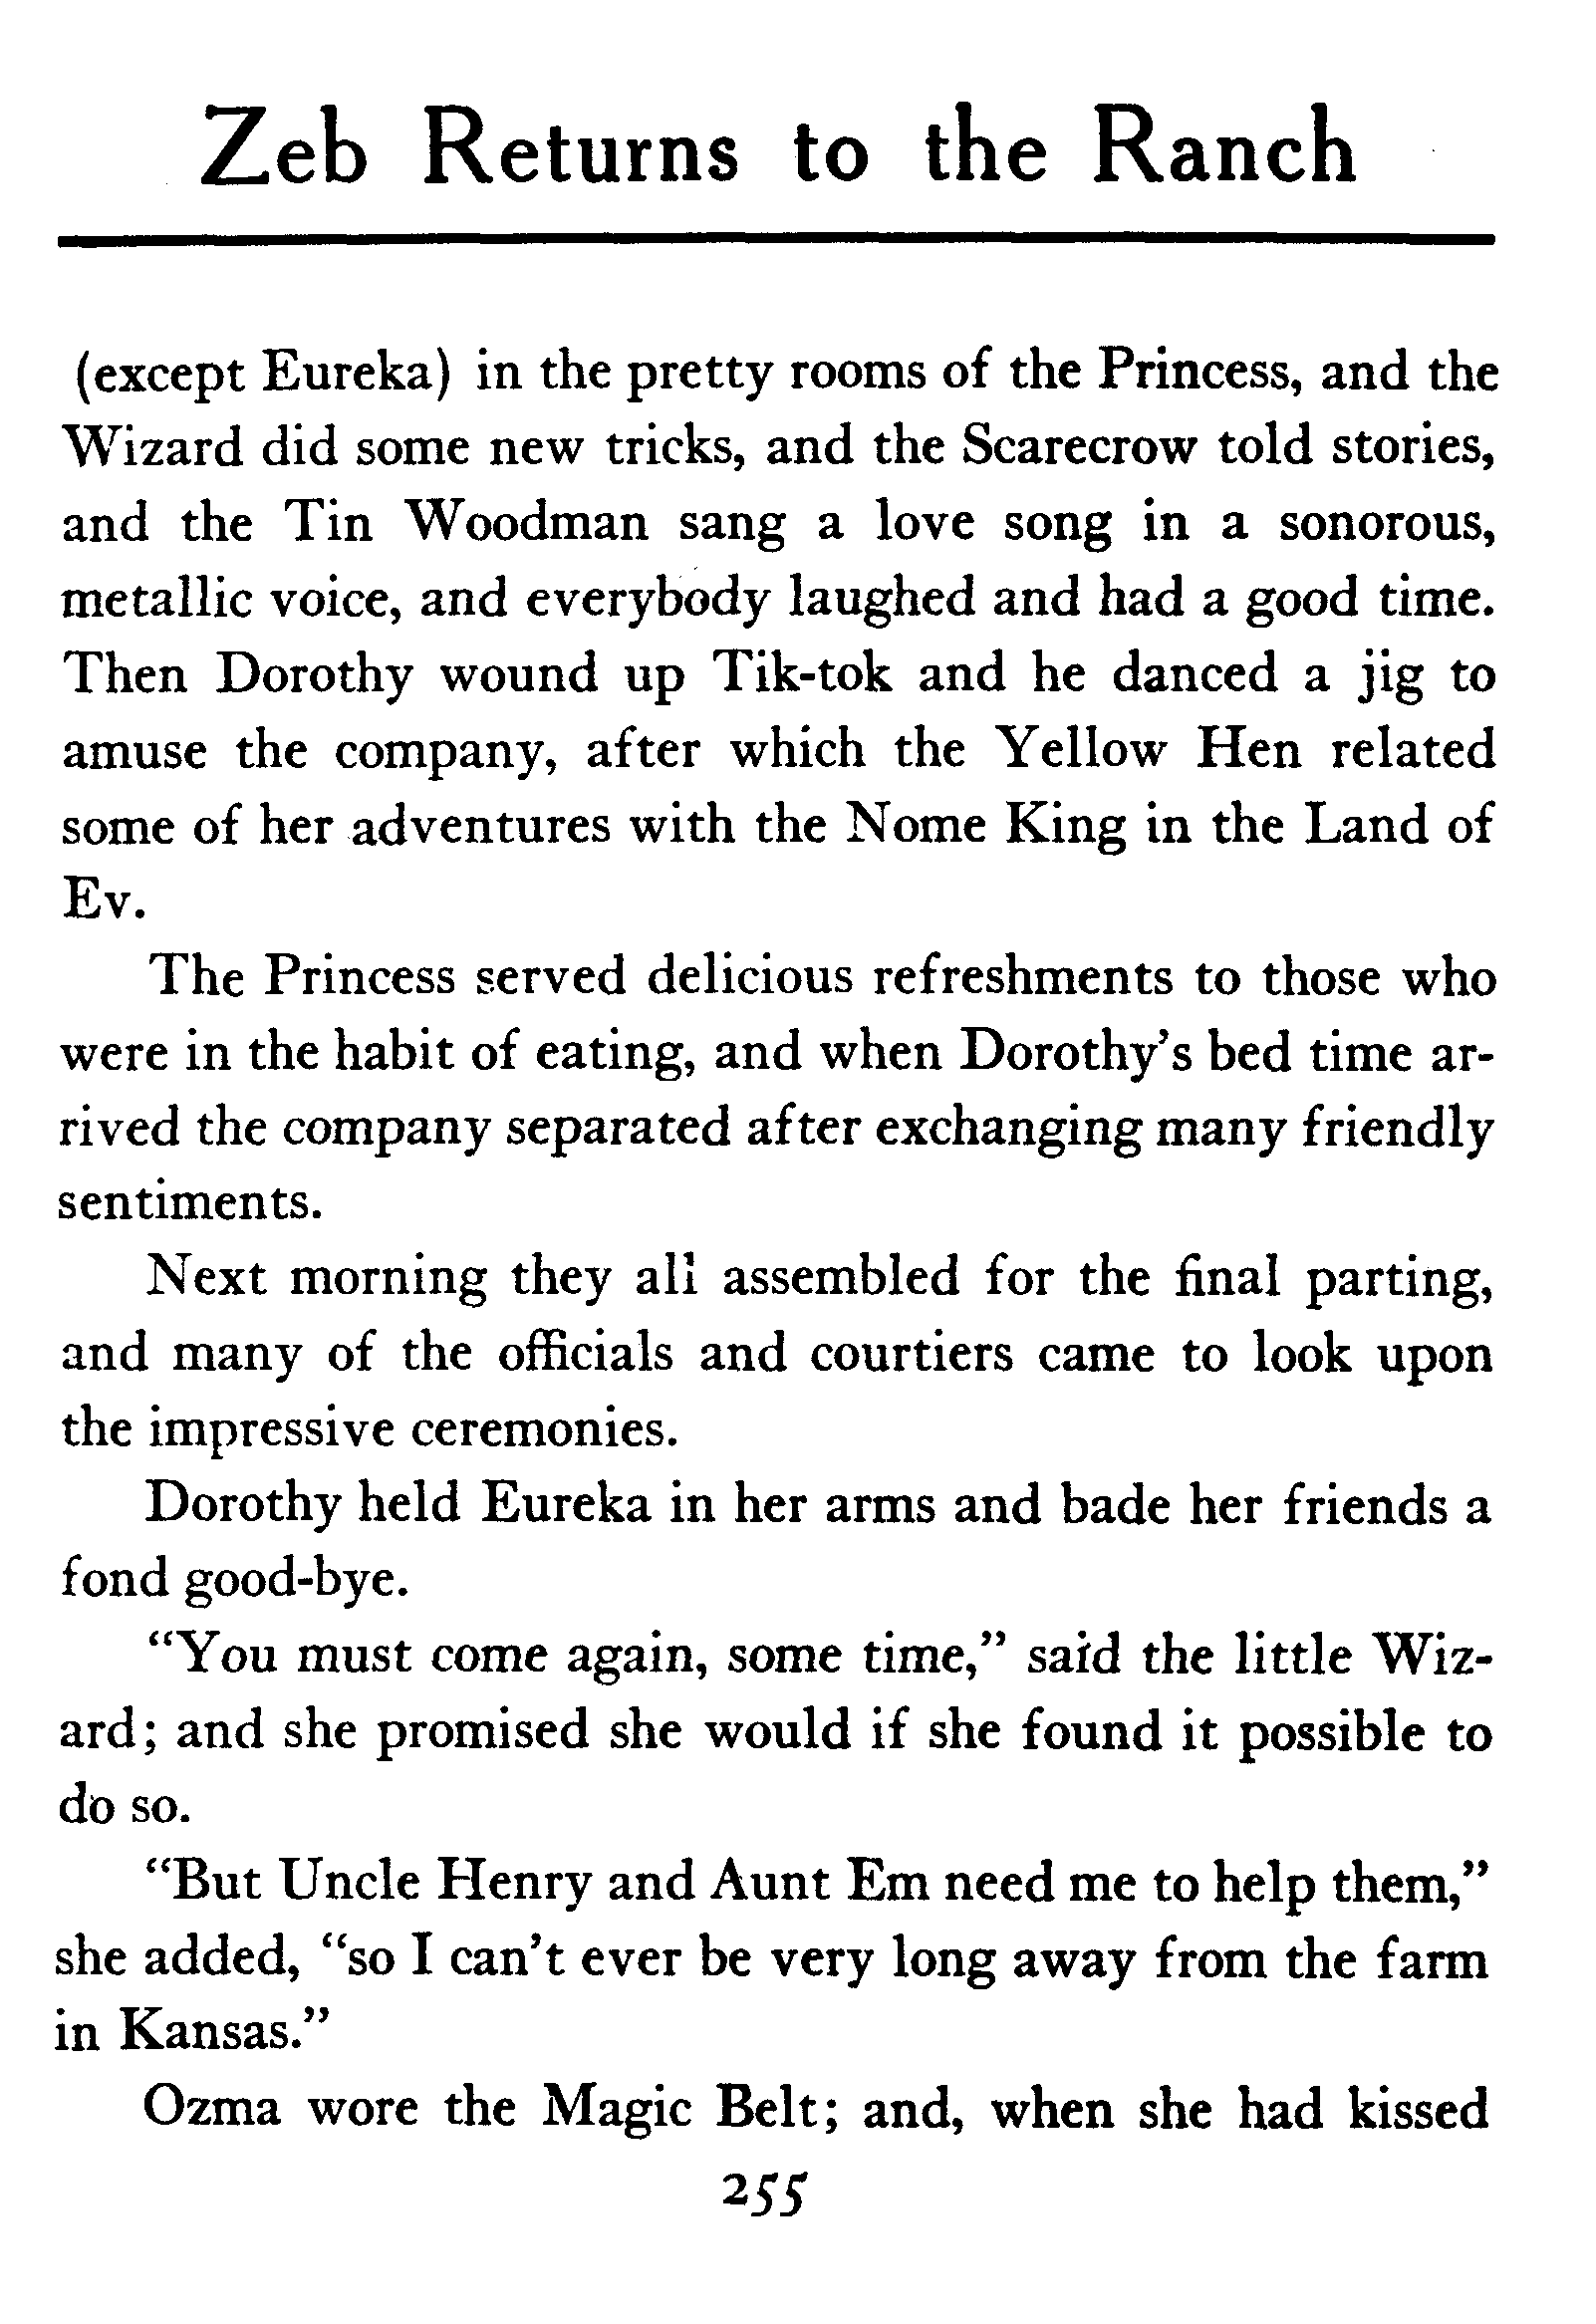 Zeb Returns to the Ranch
(except Eureka) in the pretty rooms of the Princess, and the
Wizard did some new tricks, and the Scarecrow told stories,
and the Tin Woodman sang a love song in a sonorous,
metallic voice, and everybody laughed and had a good time.
Then Dorothy wound up Tik-tok and he danced a jig to
amuse the company, after which the Yellow Hen related
some of her adventures with the Nome King in the Land of
Ev.
The Princess served delicious refreshments to those who
were in the habit of eating, and when Dorothy's bed time ar-
rived the company separated after exchanging many friendly
sentiments.
Next morning they all assembled for the final parting,
and many of the officials and courtiers came to look upon
the impressive ceremonies.
Dorothy held Eureka in her arms and bade her friends a
fond good-bye.
"You must come again, some time," said the little Wiz-
ard; and she promised she would if she found it possible to
do so.
"But Uncle Henry and Aunt Em need me to help them,"
she added, "so I can't ever be very long away from the farm
in Kansas."
Ozma wore the Magic Belt; and, when she had kissed
255